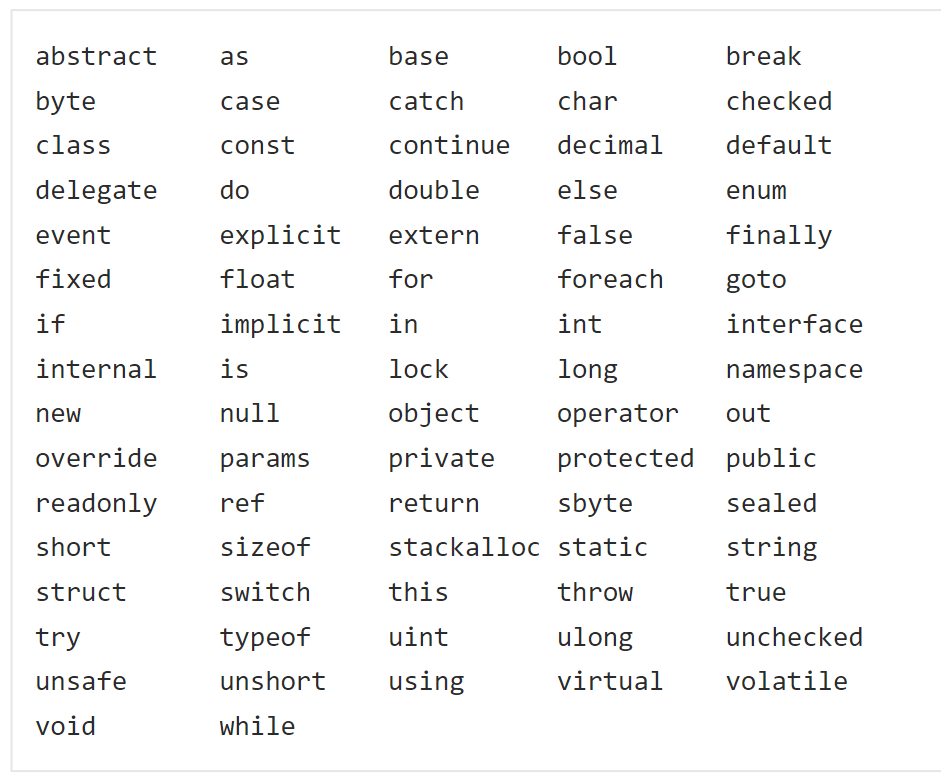 abstract as base bool break
byte case catch char checked
class const continue decimal default
delegate do double else enum
event explicit extern false finally
fixed float for foreach goto
if implicit in int interface
internal is lock long namespace
new null object operator out
override params private protected public
readonly ref return sbyte sealed
short sizeof stackalloc static string
struct switch this throw true
try typeof uint ulong unchecked
unsafe unshort using virtual volatile
void while